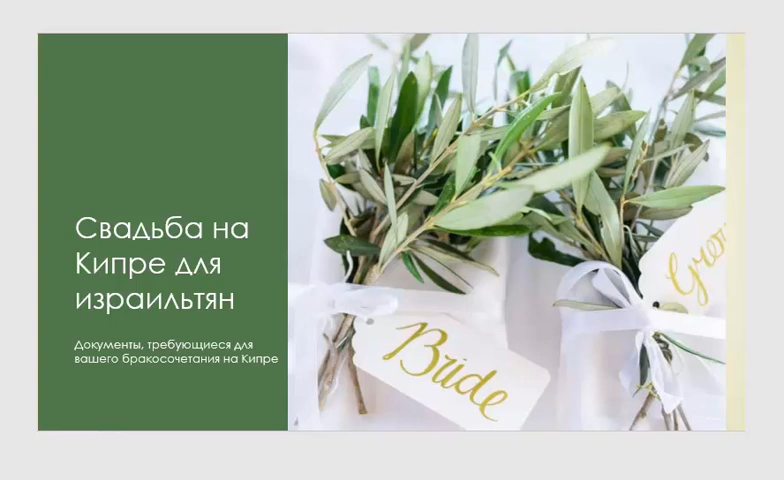 Свадьба на
Кипре для
израильтян
Документы, требующиеся для
вашего бракосочетания на Кипре
Bride